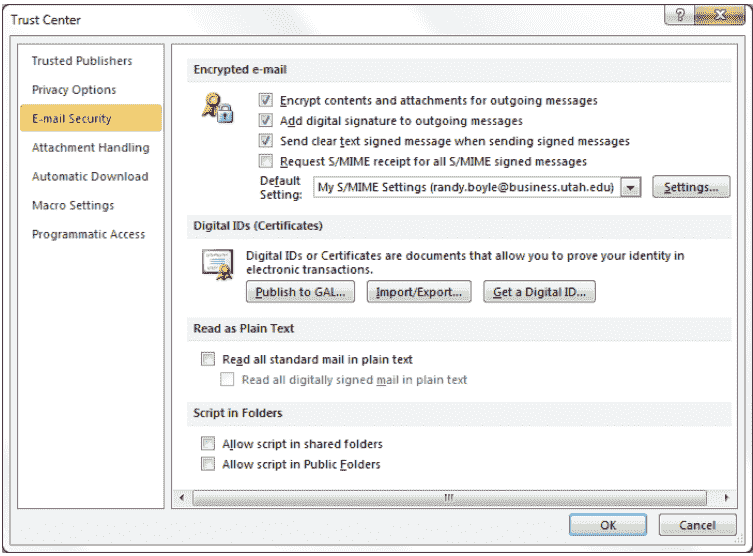 Trust Center
Trusted Publishers
Privacy Options
E-mail Security
Attachment Handling
Automatic Download
Macro Settings
Programmatic Access
Encrypted e-mail
Encrypt contents and attachments for outgoing messages
Add digital signature to outgoing messages
Send clear text signed message when sending signed messages
Request S/MIME receipt for all S/MIME signed messages
Default Setting:
My S/MIME Settings (randy.boyle@business.utah.edu)
Settings...
Digital IDs (Certificates)
Digital IDs or Certificates are documents that allow you to prove your identity in
electronic transactions.
Publish to GAL... Import/Export... Get a Digital ID...
Read as Plain Text
Read all standard mail in plain text
Read all digitally signed mail in plain text
Script in Folders
Allow script in shared folders
Allow script in Public Folders
OK Cancel